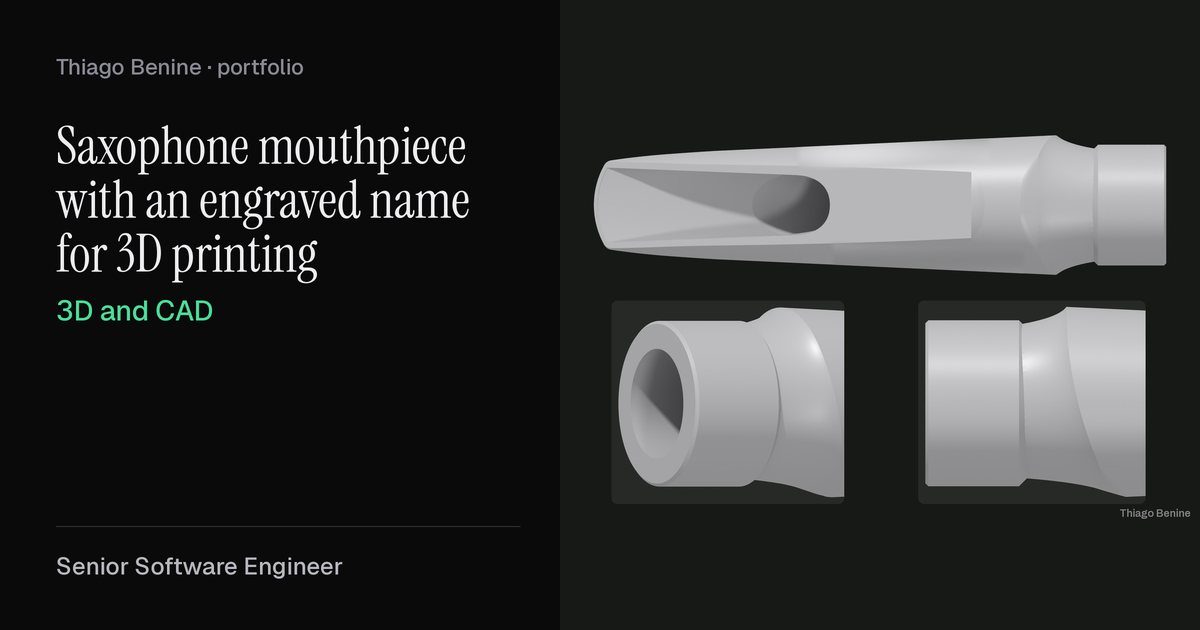 Thiago Benine · portfolio
Saxophone mouthpiece
with an engraved name
for 3D printing
3D and CAD
Thiago Benine
Senior Software Engineer